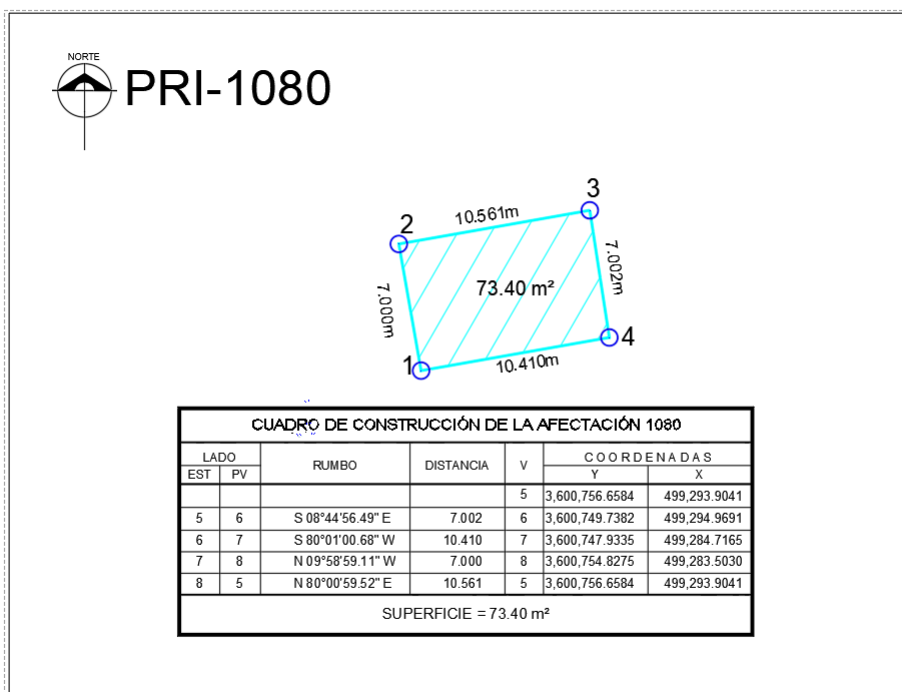 NORTE
PRI-1080
3
2
10.561m
7.002m
73.40 m²
7.000m
4
1
10.410m
CUADRO DE CONSTRUCCIÓN DE LA AFECTACIÓN 1080
LADO RUMBO DISTANCIA V COORDENADAS
EST PV Y X
5 3,600,756.6584 499,293.9041
5 6 S 08°44'56.49" E 7.002 6 3,600,749.7382 499,294.9691
6 7 S 80°01'00.68" W 10.410 7 3,600,747.9335 499,284.7165
7 8 N 09°58'59.11" W 7.000 8 3,600,754.8275 499,283.5030
8 5 N 80°00'59.52" E 10.561 5 3,600,756.6584 499,293.9041
SUPERFICIE = 73.40 m²